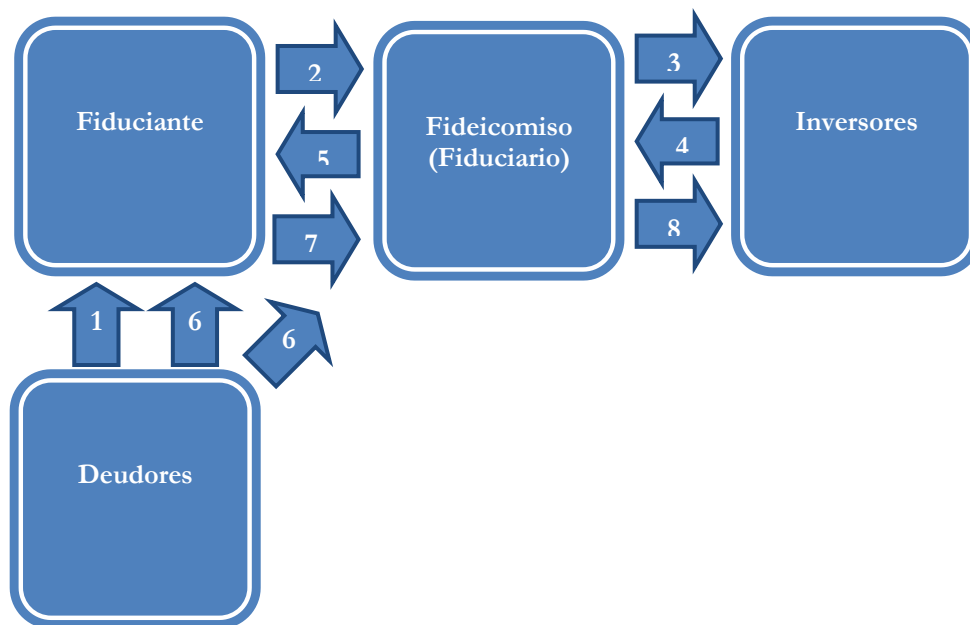 Fiduciante
2
5
7
Fideicomiso
(Fiduciario)
3
4
8
Inversores
1
6
6
Deudores